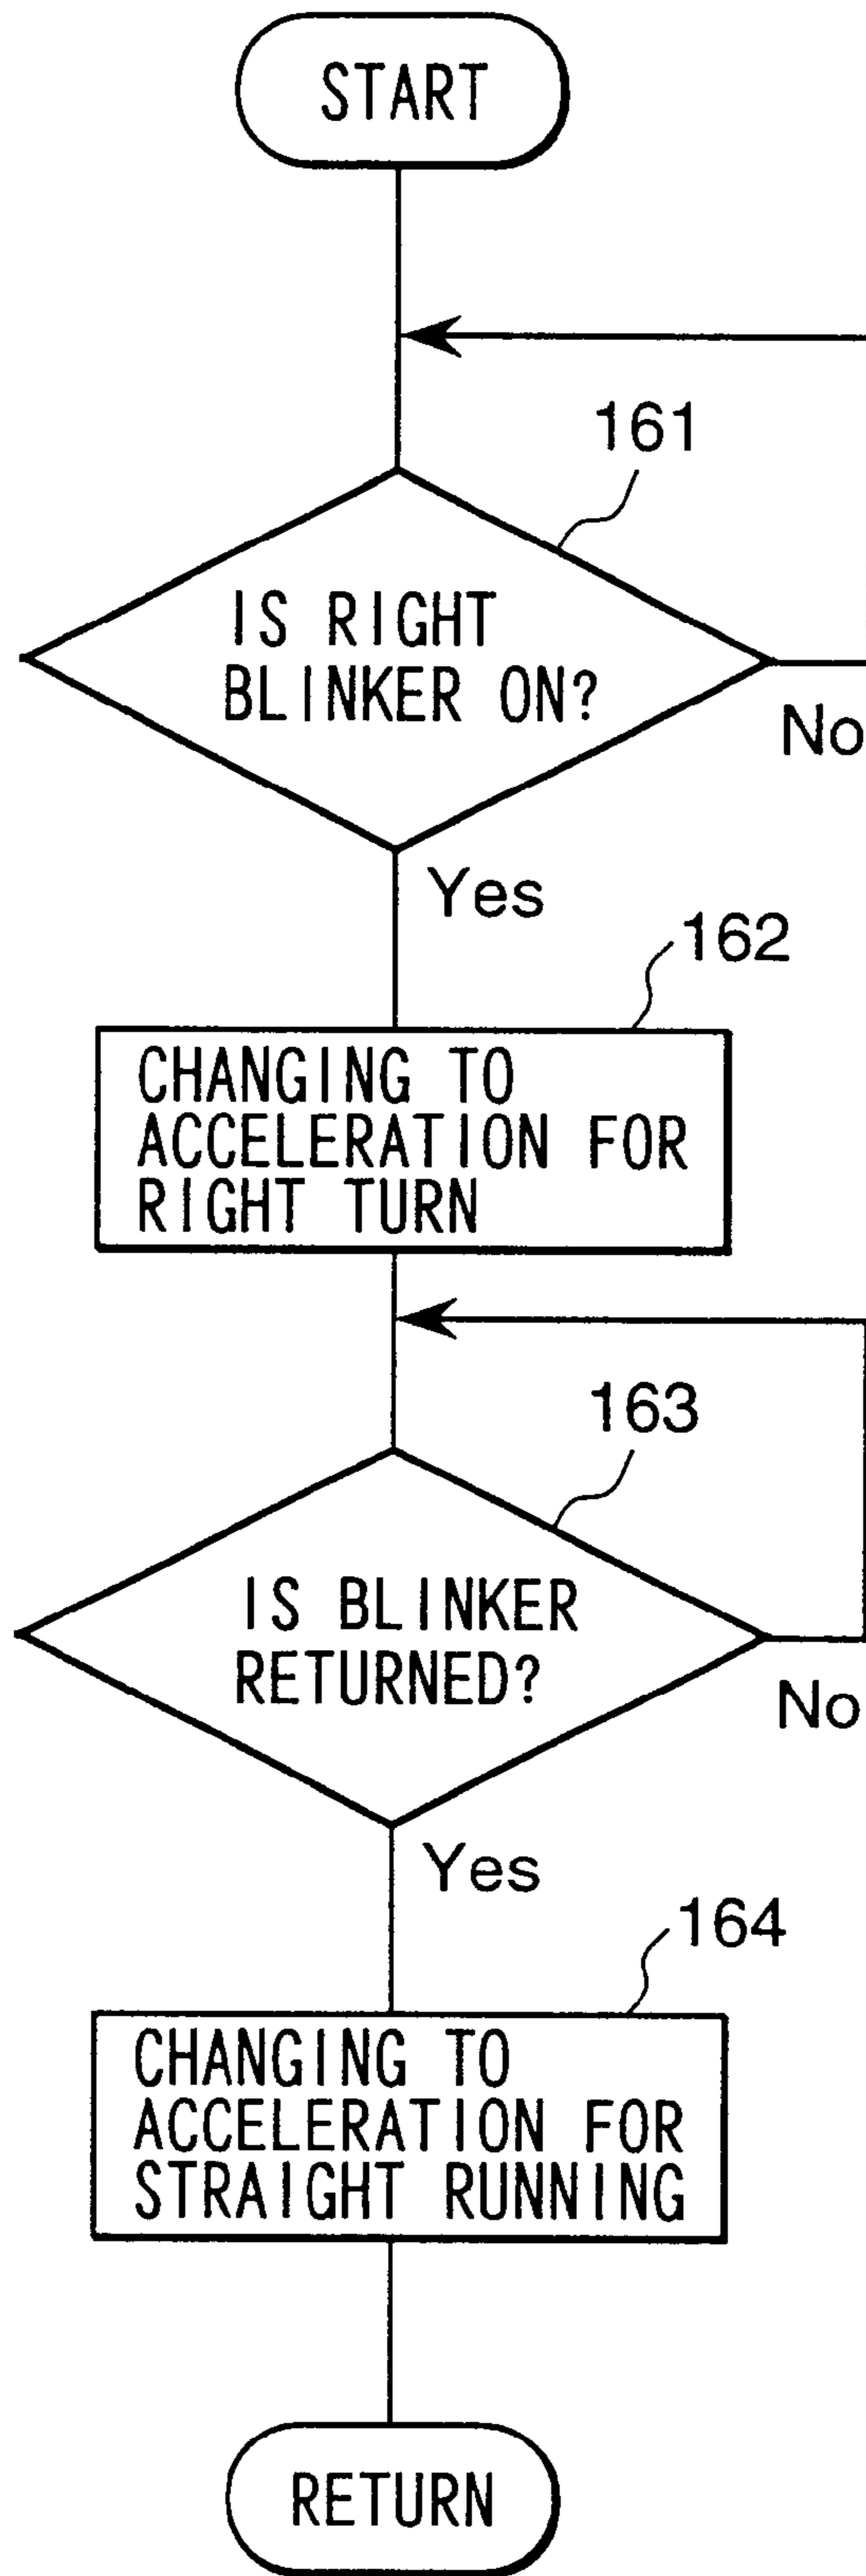 START
161
IS RIGHT
BLINKER ON?
No
Yes
162
CHANGING TO
ACCELERATION FOR
RIGHT TURN
163
IS BLINKER
RETURNED?
No
Yes
164
CHANGING TO
ACCELERATION FOR
STRAIGHT RUNNING
RETURN